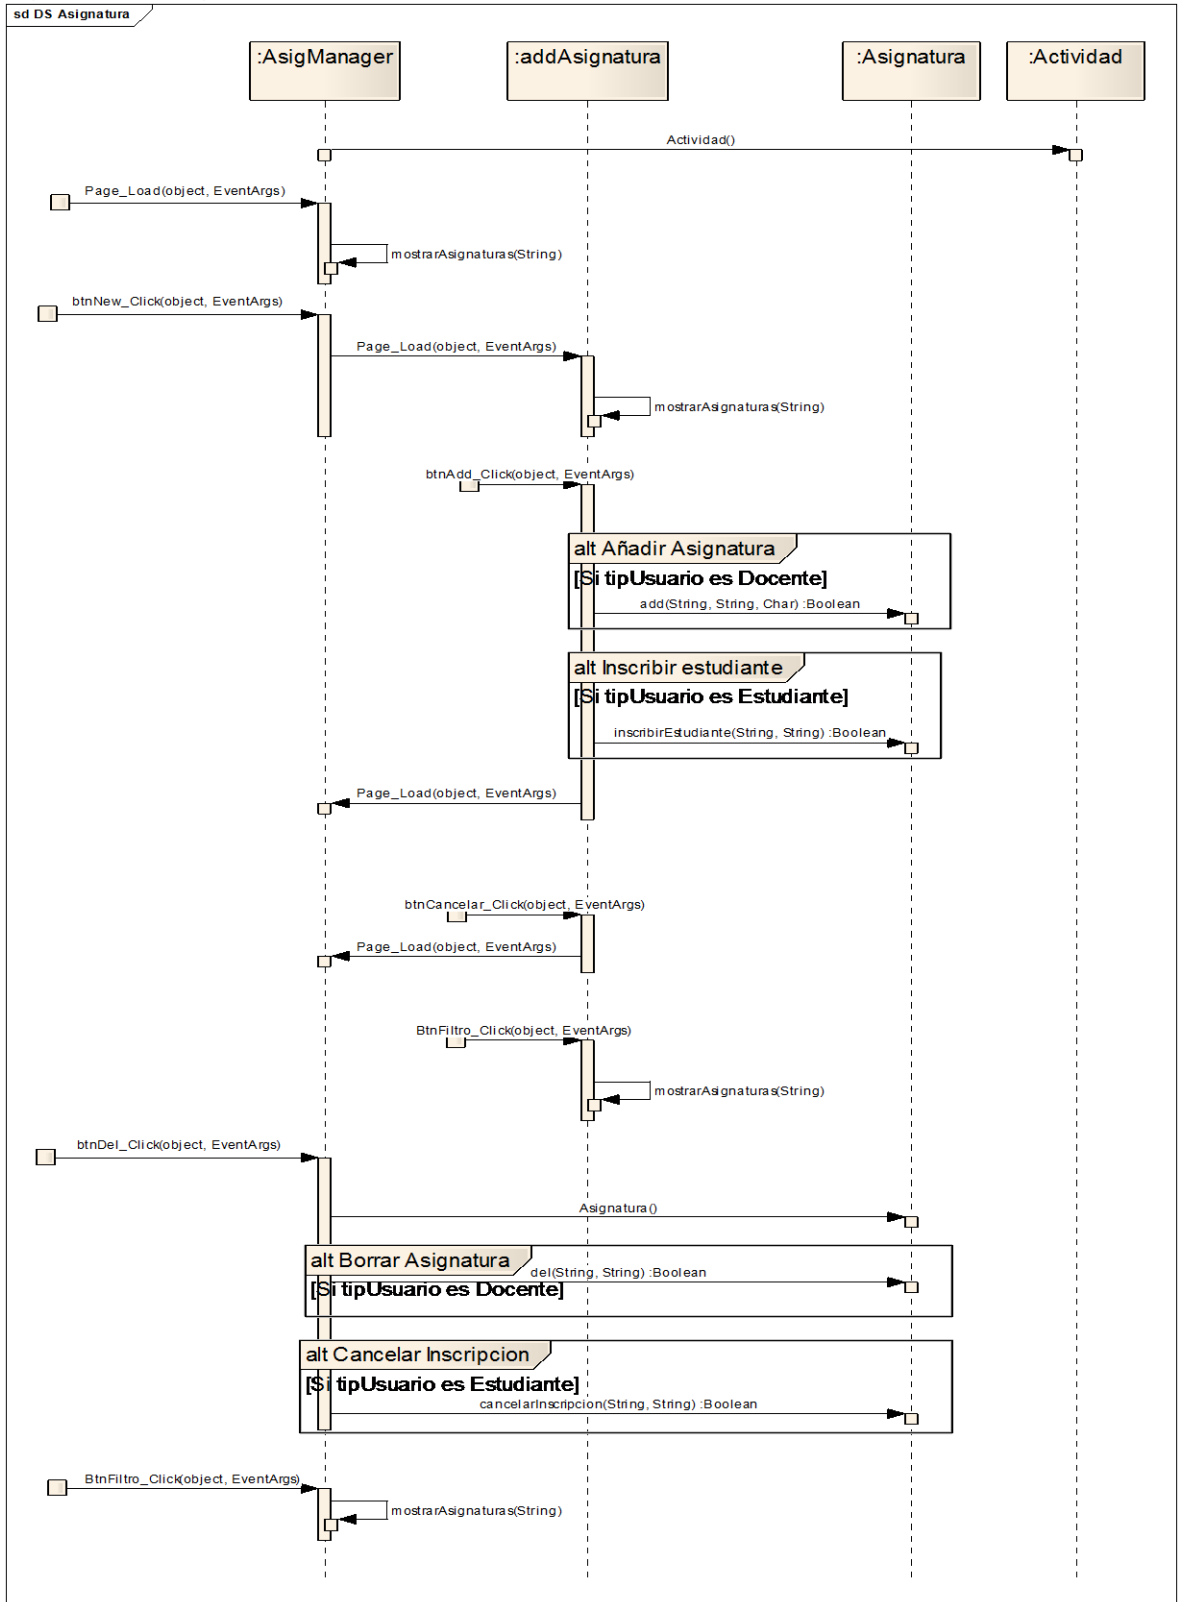 sd DS Asignatura
:AsigManager
:addAsignatura
:Asignatura
:Actividad
Actividad()
Page_Load(object, EventArgs)
mostrarAsignaturas(String)
btnNew_Click(object, EventArgs)
Page_Load(object, EventArgs)
mostrarAsignaturas(String)
btnAdd_Click(object, EventArgs)
alt Añadir Asignatura
[Si tipUsuario es Docente]
add(String, String, Char) :Boolean
alt Inscribir estudiante
[Si tipUsuario es Estudiante]
inscribirEstudiante(String, String) :Boolean
Page_Load(object, EventArgs)
btnCancelar_Click(object, EventArgs)
Page_Load(object, EventArgs)
BtnFiltro_Click(object, EventArgs)
mostrarAsignaturas(String)
btnDel_Click(object, EventArgs)
Asignatura()
alt Borrar Asignatura
del(String, String) :Boolean
[Si tipUsuario es Docente]
alt Cancelar Inscripcion
[Si tipUsuario es Estudiante]
cancelarInscripcion(String, String) :Boolean
BtnFiltro_Click(object, EventArgs)
mostrarAsignaturas(String)